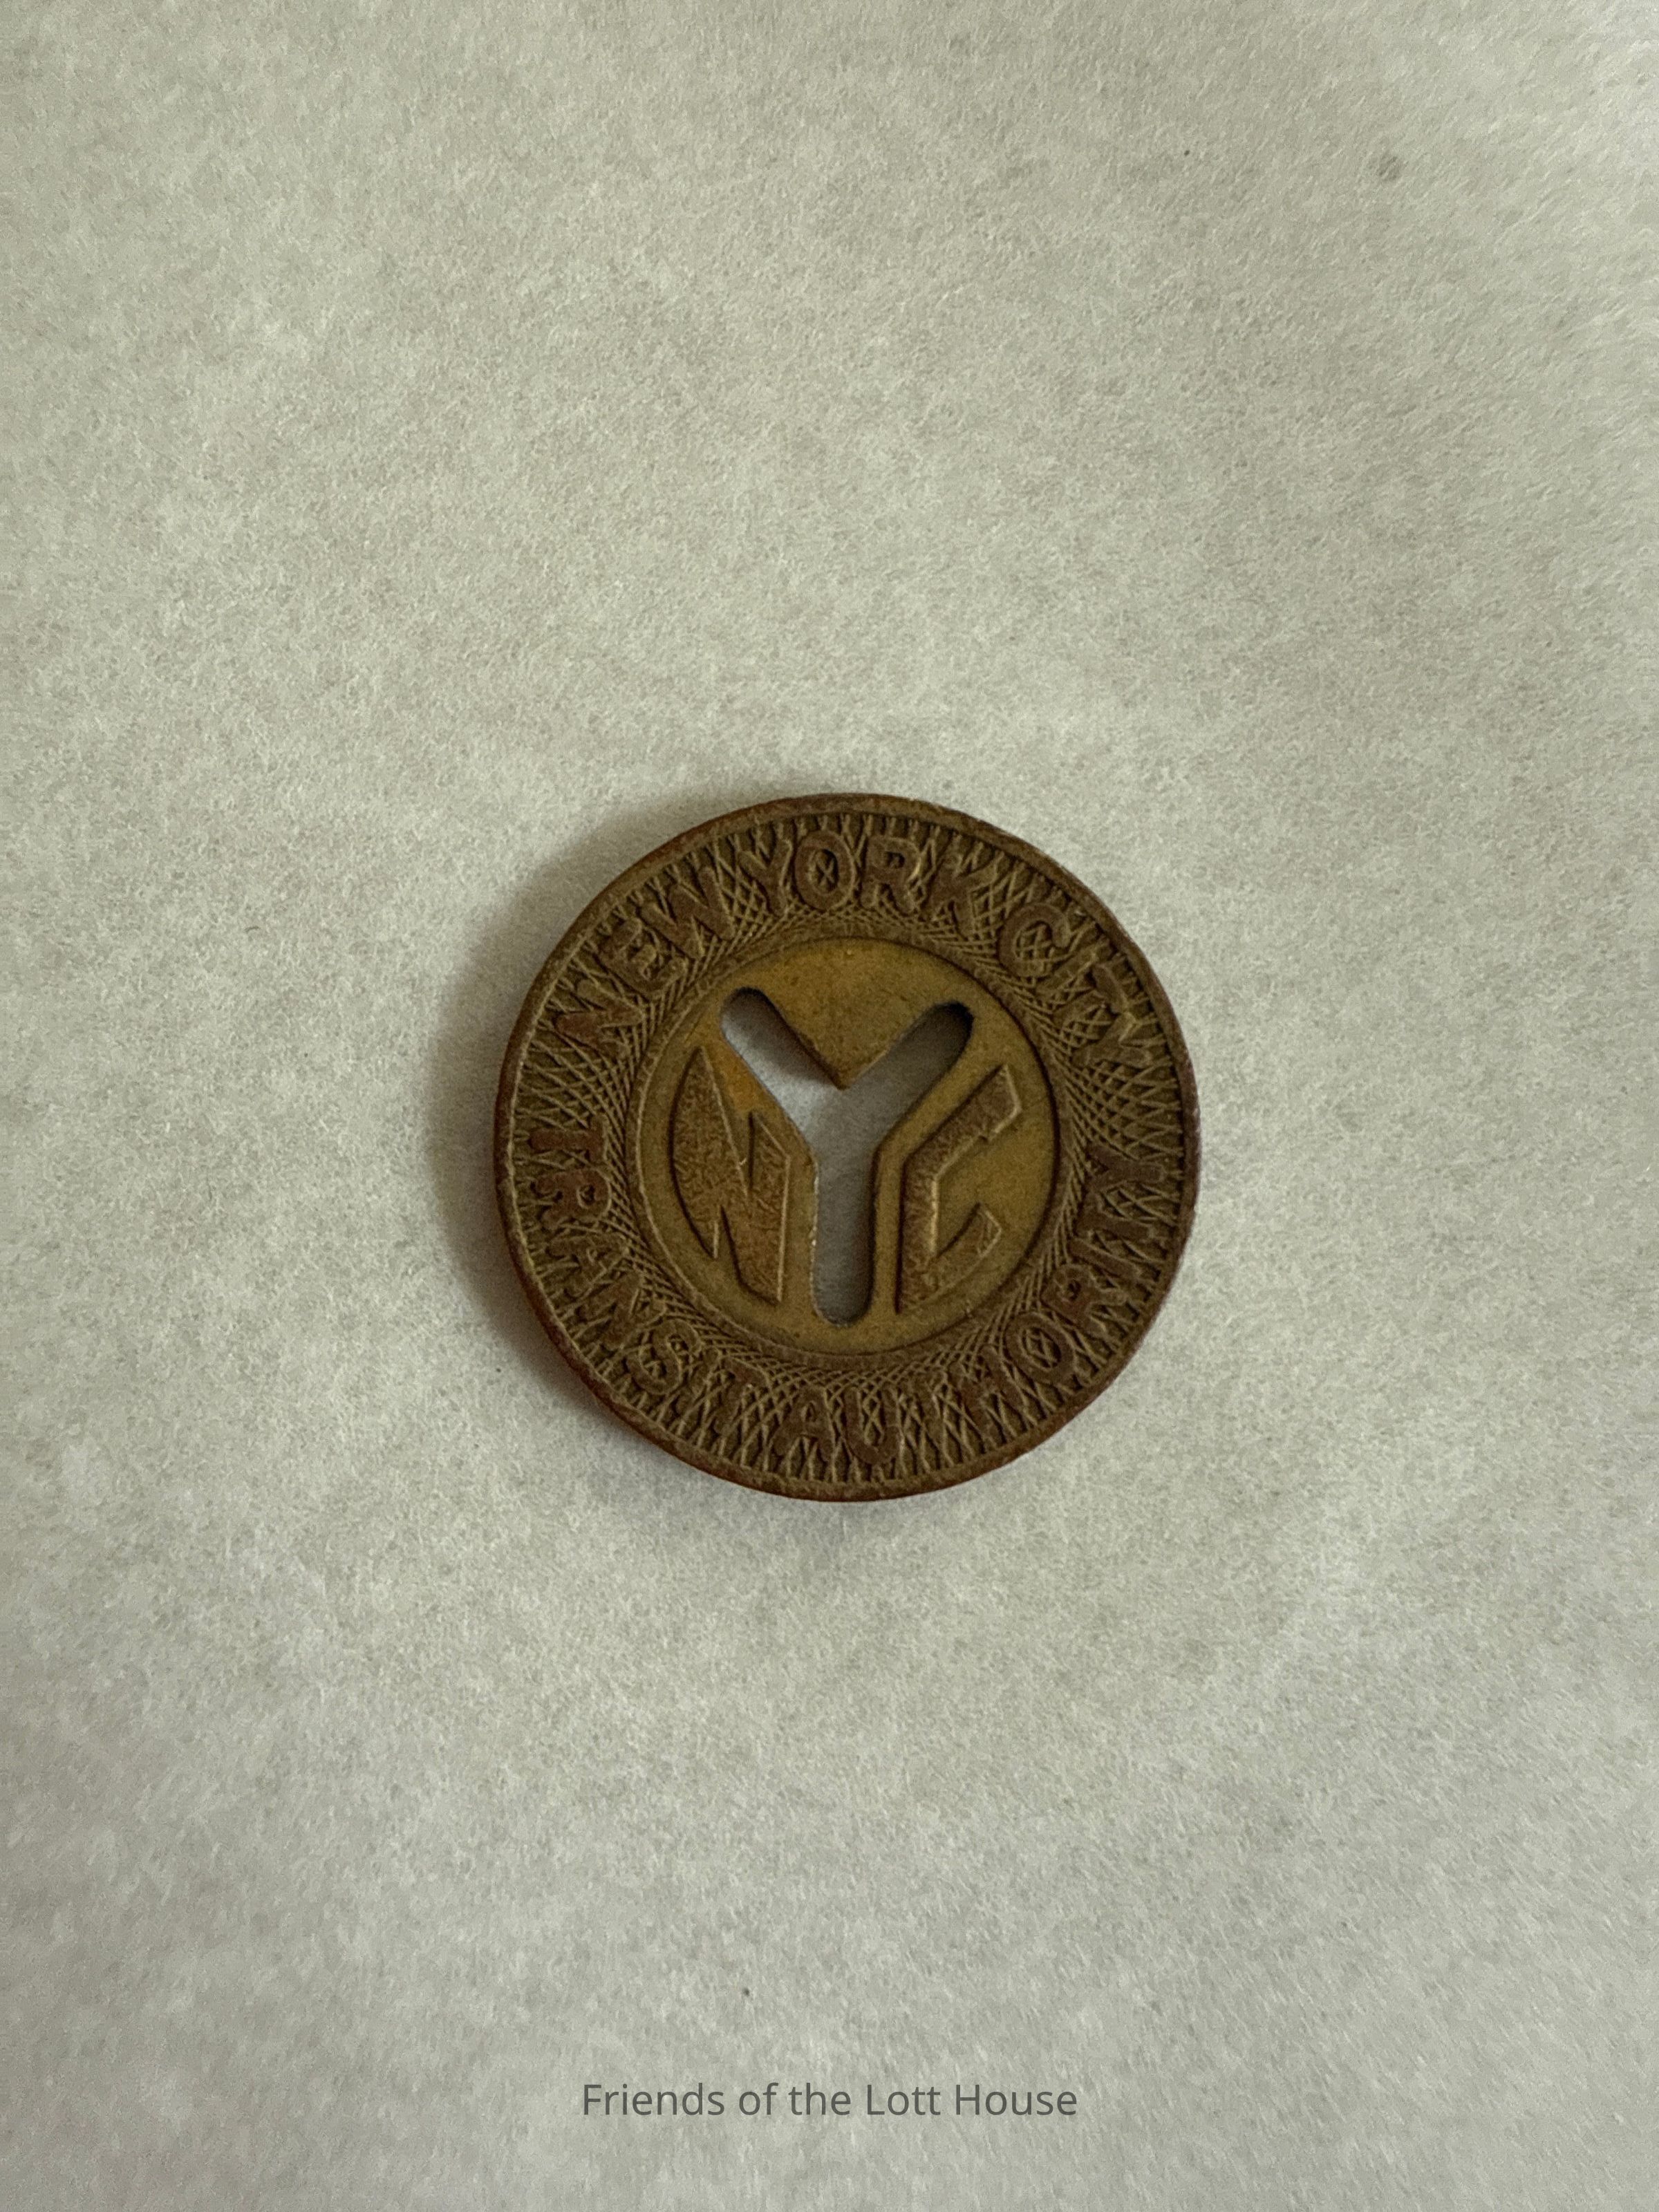 NEW YORK CITY
TRANSIT AUTHORITY
NYC
Friends of the Lott House